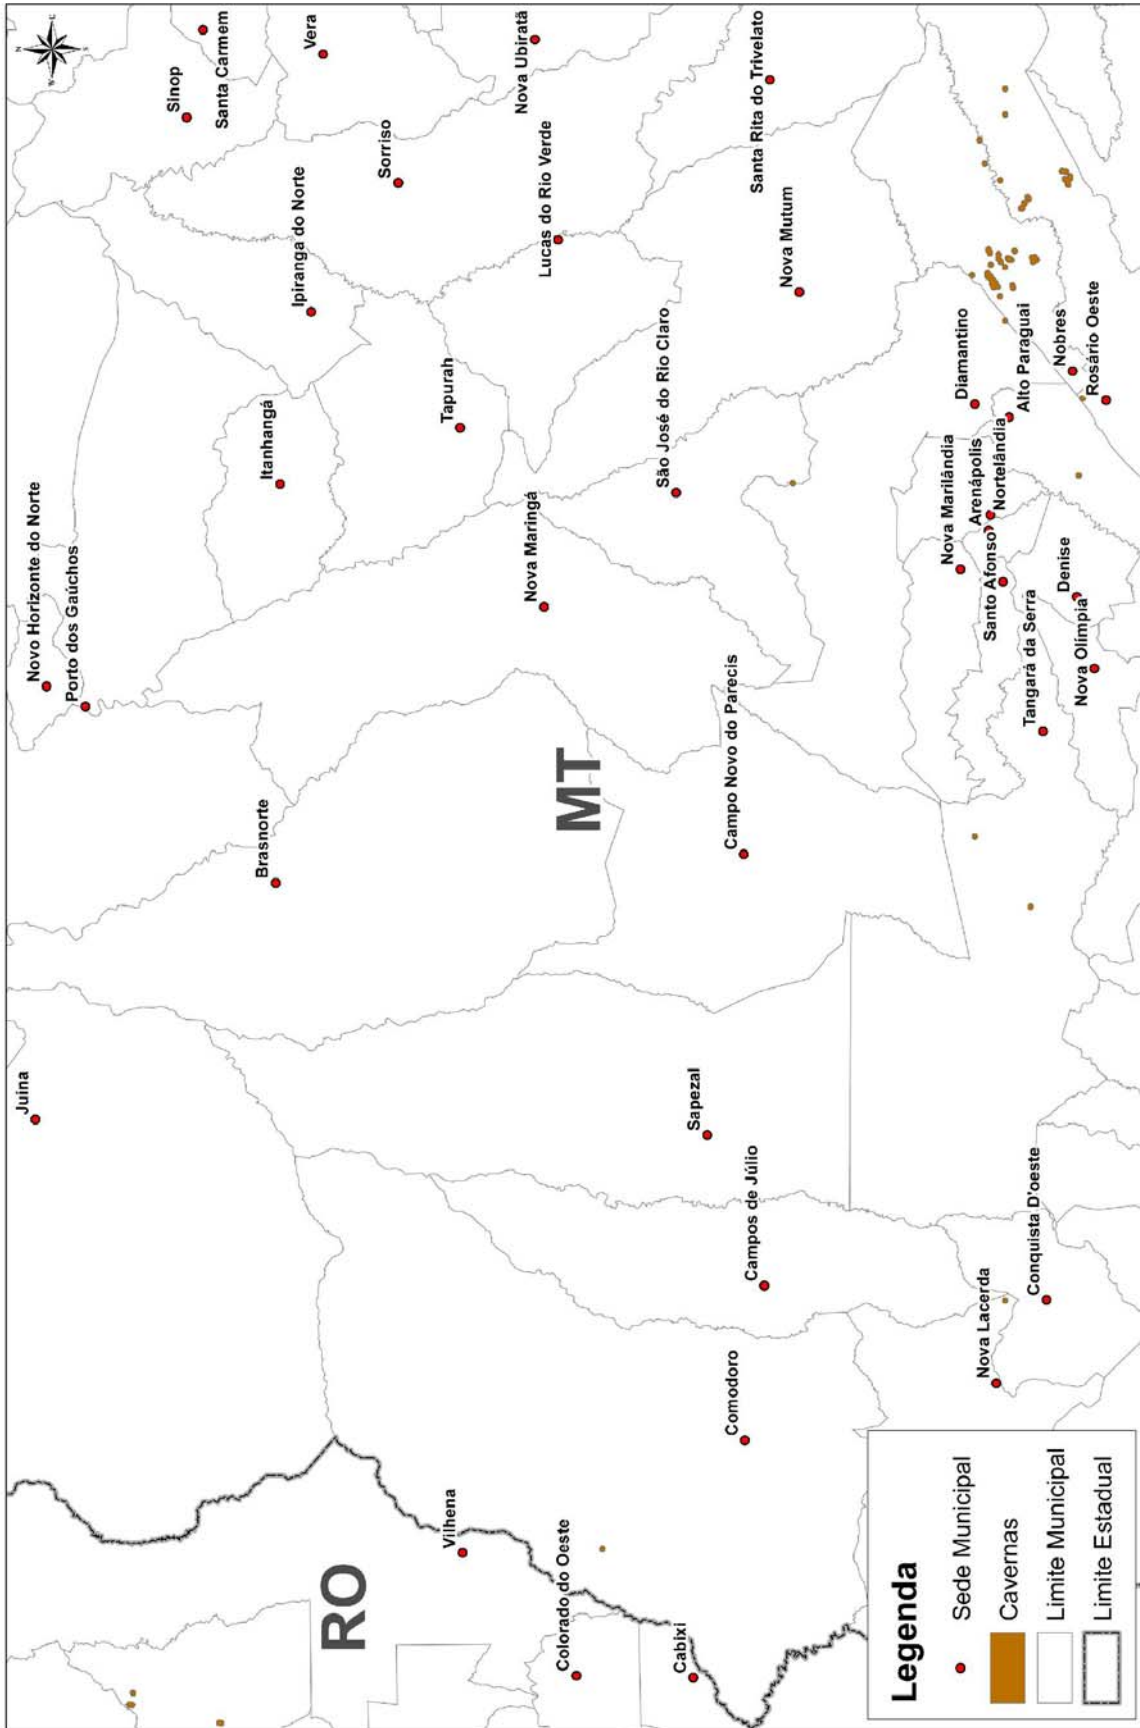 Juina
Novo Horizonte do Norte
Porto dos Gaúchos
Sinop
Santa Carmem
Vera
Brasnorte
Itanhangá
Ipiranga do Norte
Sorriso
RO
Vilhena
Tapurah
Nova Ubiratã
Lucas do Rio Verde
Nova Maringá
MT
Colorado do Oeste
Cabixi
São José do Rio Claro
Sapezal
Campos de Júlio
Comodoro
Campo Novo do Parecis
Nova Mutum
Santa Rita do Trivelato
Nova Marilândia
Diamantino
Arenápolis
Nortelândia
Alto Paraguai
Santo Afonso
Nova Lacerda
Conquista D'oeste
Tangará da Serra
Denise
Nova Olímpia
Nobres
Rosário Oeste
N
E
S
W
Legenda
Sede Municipal
Cavernas
Limite Municipal
Limite Estadual